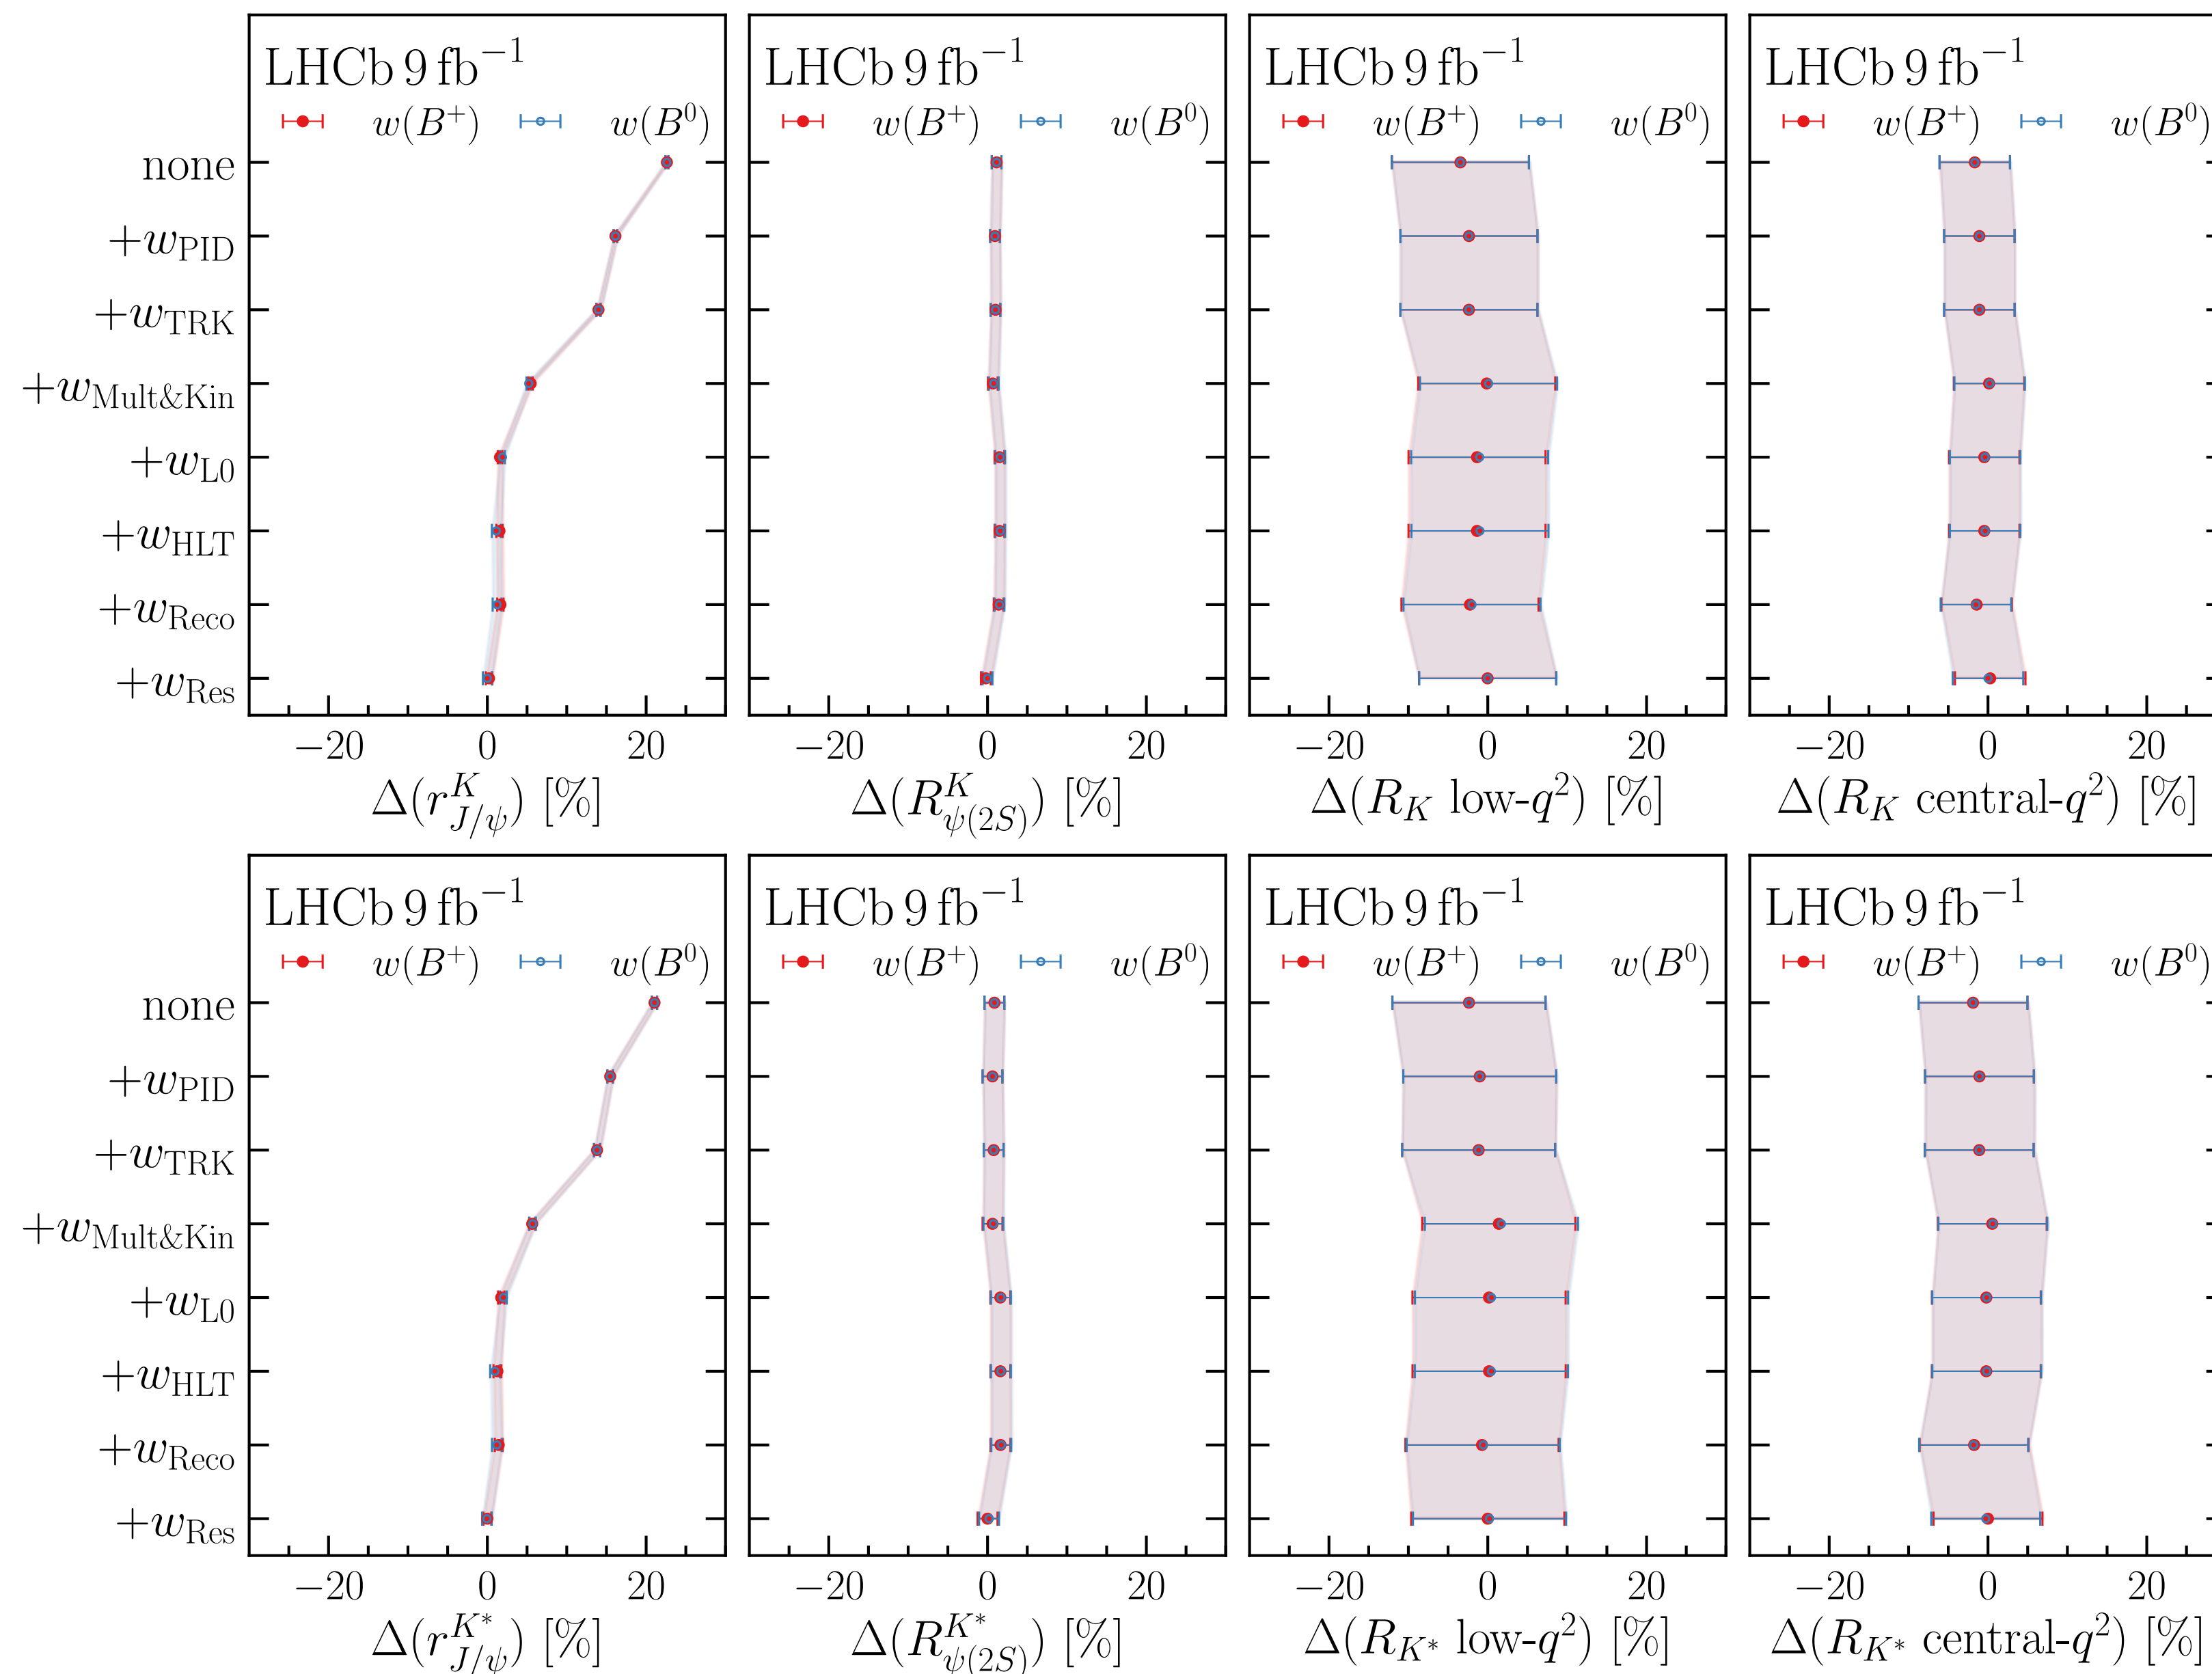 LHCb 9 fb⁻¹ LHCb 9 fb⁻¹ LHCb 9 fb⁻¹ LHCb 9 fb⁻¹
w(B⁺) w(B⁰) w(B⁺) w(B⁰) w(B⁺) w(B⁰) w(B⁺) w(B⁰)
none
+w_PID
+w_TRK
+w_Mult&Kin
+w_L0
+w_HLT
+w_Reco
+w_Res
−20 0 20 −20 0 20 −20 0 20 −20 0 20
Δ(r^K_J/ψ) [%] Δ(R^K_ψ(2S)) [%] Δ(R_K low-q²) [%] Δ(R_K central-q²) [%]
LHCb 9 fb⁻¹ LHCb 9 fb⁻¹ LHCb 9 fb⁻¹ LHCb 9 fb⁻¹
w(B⁺) w(B⁰) w(B⁺) w(B⁰) w(B⁺) w(B⁰) w(B⁺) w(B⁰)
none
+w_PID
+w_TRK
+w_Mult&Kin
+w_L0
+w_HLT
+w_Reco
+w_Res
−20 0 20 −20 0 20 −20 0 20 −20 0 20
Δ(r^K*_J/ψ) [%] Δ(R^K*_ψ(2S)) [%] Δ(R_K* low-q²) [%] Δ(R_K* central-q²) [%]